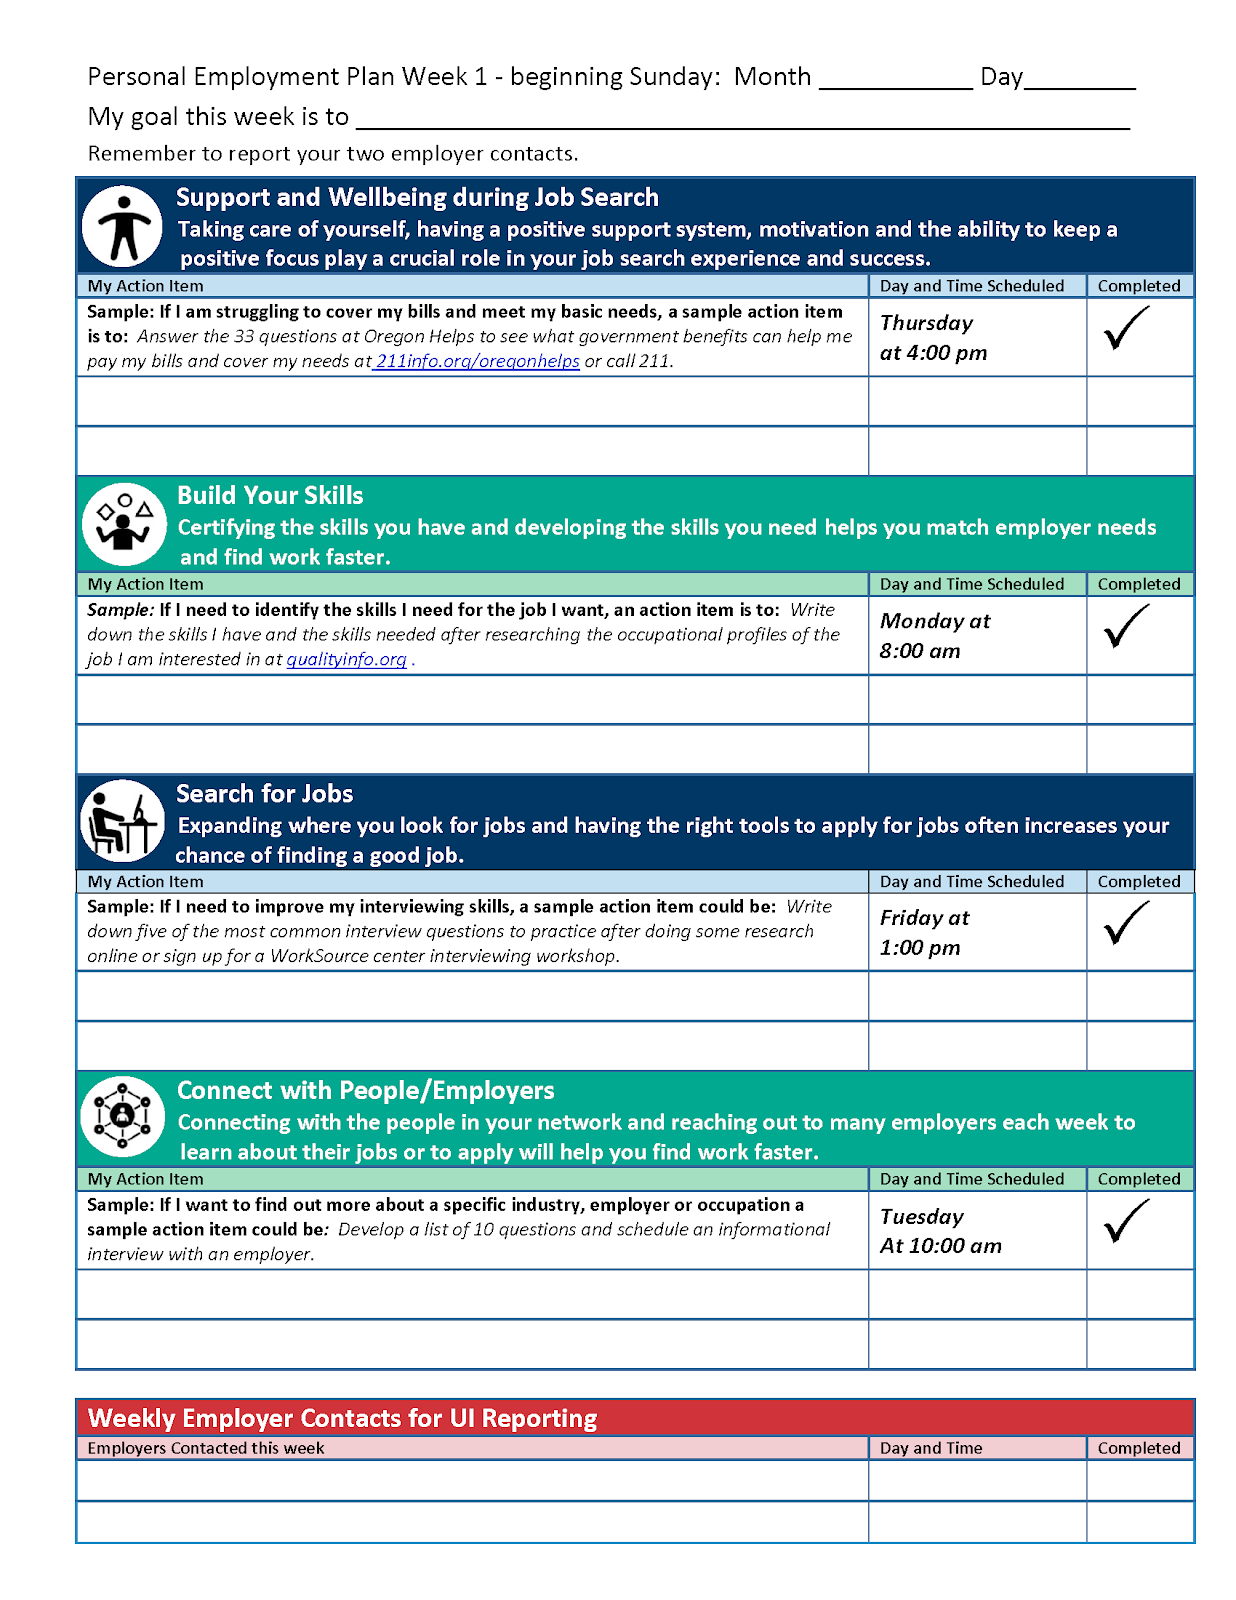 Personal Employment Plan Week 1 - beginning Sunday:  Month ___________ Day________
My goal this week is to ________________________________________________________
Remember to report your two employer contacts.
Support and Wellbeing during Job Search
Taking care of yourself, having a positive support system, motivation and the ability to keep a
positive focus play a crucial role in your job search experience and success.
My Action Item Day and Time Scheduled Completed
Sample: If I am struggling to cover my bills and meet my basic needs, a sample action item
is to:  Answer the 33 questions at Oregon Helps to see what government benefits can help me
pay my bills and cover my needs at 211info.org/oregonhelps or call 211.
Thursday
at 4:00 pm
✓
Build Your Skills
Certifying the skills you have and developing the skills you need helps you match employer needs
and find work faster.
My Action Item Day and Time Scheduled Completed
Sample: If I need to identify the skills I need for the job I want, an action item is to:  Write
down the skills I have and the skills needed after researching the occupational profiles of the
job I am interested in at qualityinfo.org .
Monday at
8:00 am
✓
Search for Jobs
Expanding where you look for jobs and having the right tools to apply for jobs often increases your
chance of finding a good job.
My Action Item Day and Time Scheduled Completed
Sample: If I need to improve my interviewing skills, a sample action item could be:  Write
down five of the most common interview questions to practice after doing some research
online or sign up for a WorkSource center interviewing workshop.
Friday at
1:00 pm
✓
Connect with People/Employers
Connecting with the people in your network and reaching out to many employers each week to
learn about their jobs or to apply will help you find work faster.
My Action Item Day and Time Scheduled Completed
Sample: If I want to find out more about a specific industry, employer or occupation a
sample action item could be:  Develop a list of 10 questions and schedule an informational
interview with an employer.
Tuesday
At 10:00 am
✓
Weekly Employer Contacts for UI Reporting
Employers Contacted this week Day and Time Completed